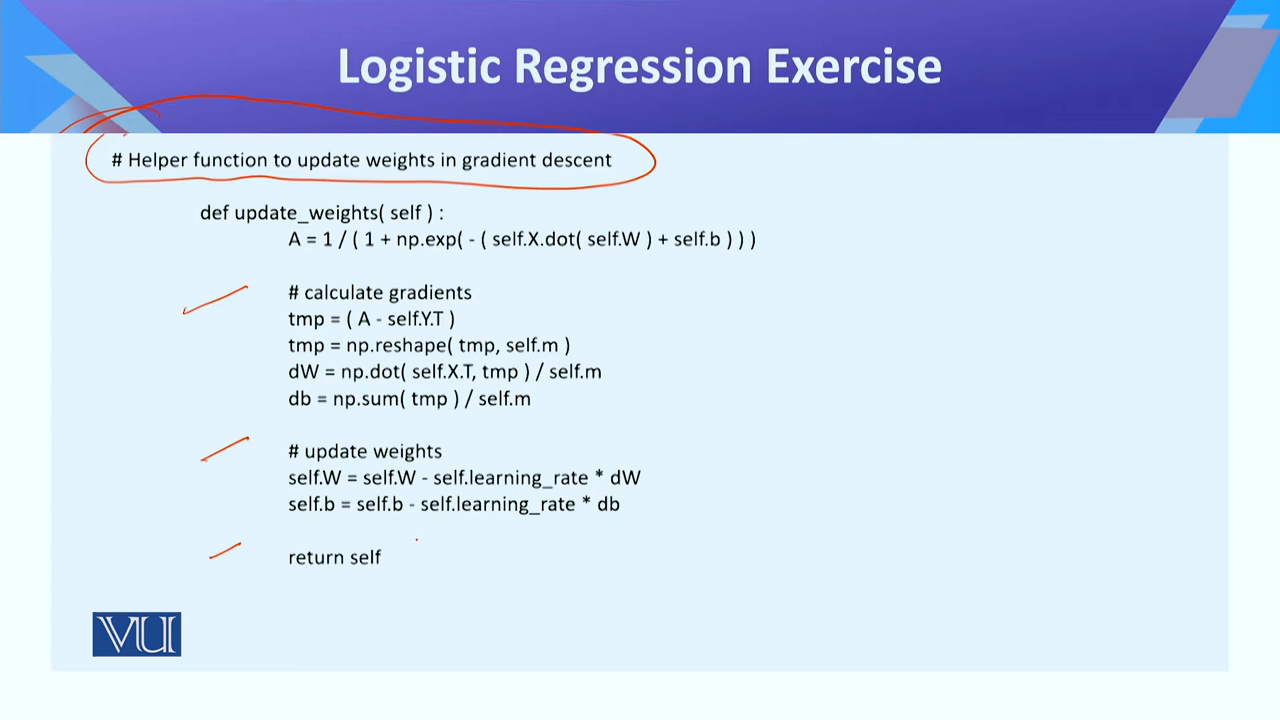 Logistic Regression Exercise
# Helper function to update weights in gradient descent
def update_weights( self ) :
A = 1 / ( 1 + np.exp( - ( self.X.dot( self.W ) + self.b ) ) )
# calculate gradients
tmp = ( A - self.Y.T )
tmp = np.reshape( tmp, self.m )
dW = np.dot( self.X.T, tmp ) / self.m
db = np.sum( tmp ) / self.m
# update weights
self.W = self.W - self.learning_rate * dW
self.b = self.b - self.learning_rate * db
return self
VU